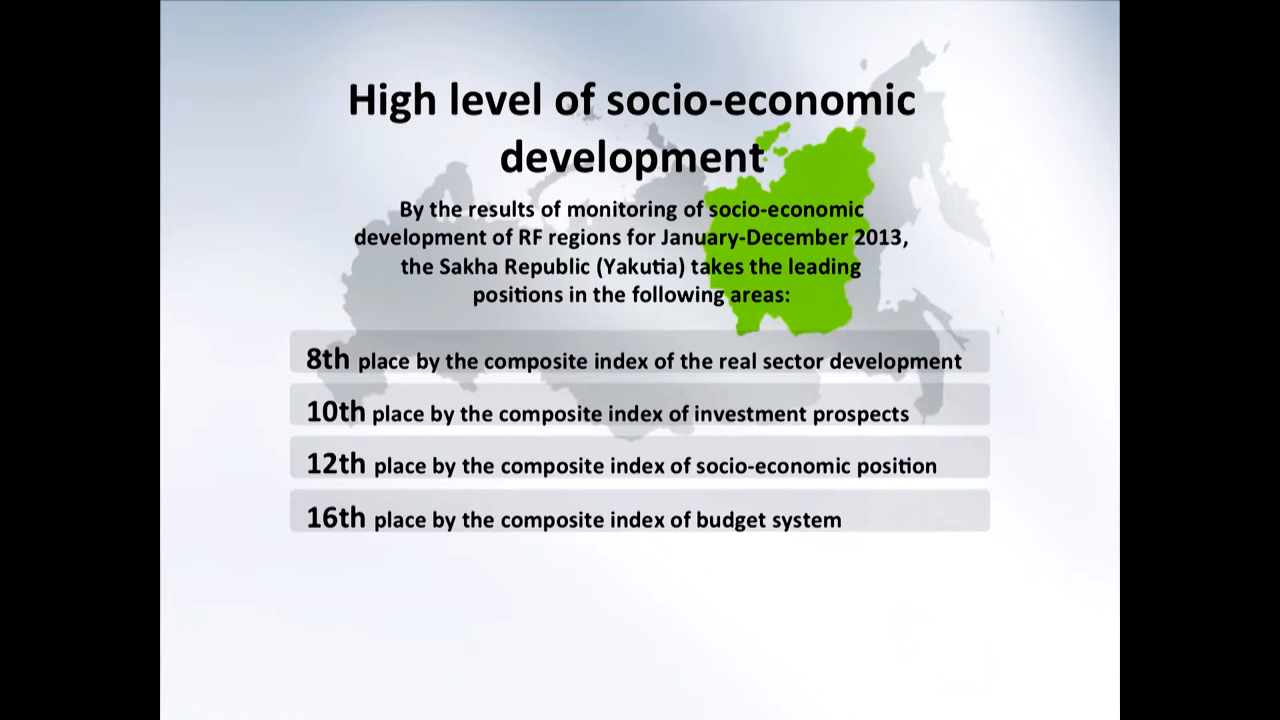 High level of socio-economic
development
By the results of monitoring of socio-economic
development of RF regions for January-December 2013,
the Sakha Republic (Yakutia) takes the leading
positions in the following areas:
8th place by the composite index of the real sector development
10th place by the composite index of investment prospects
12th place by the composite index of socio-economic position
16th place by the composite index of budget system